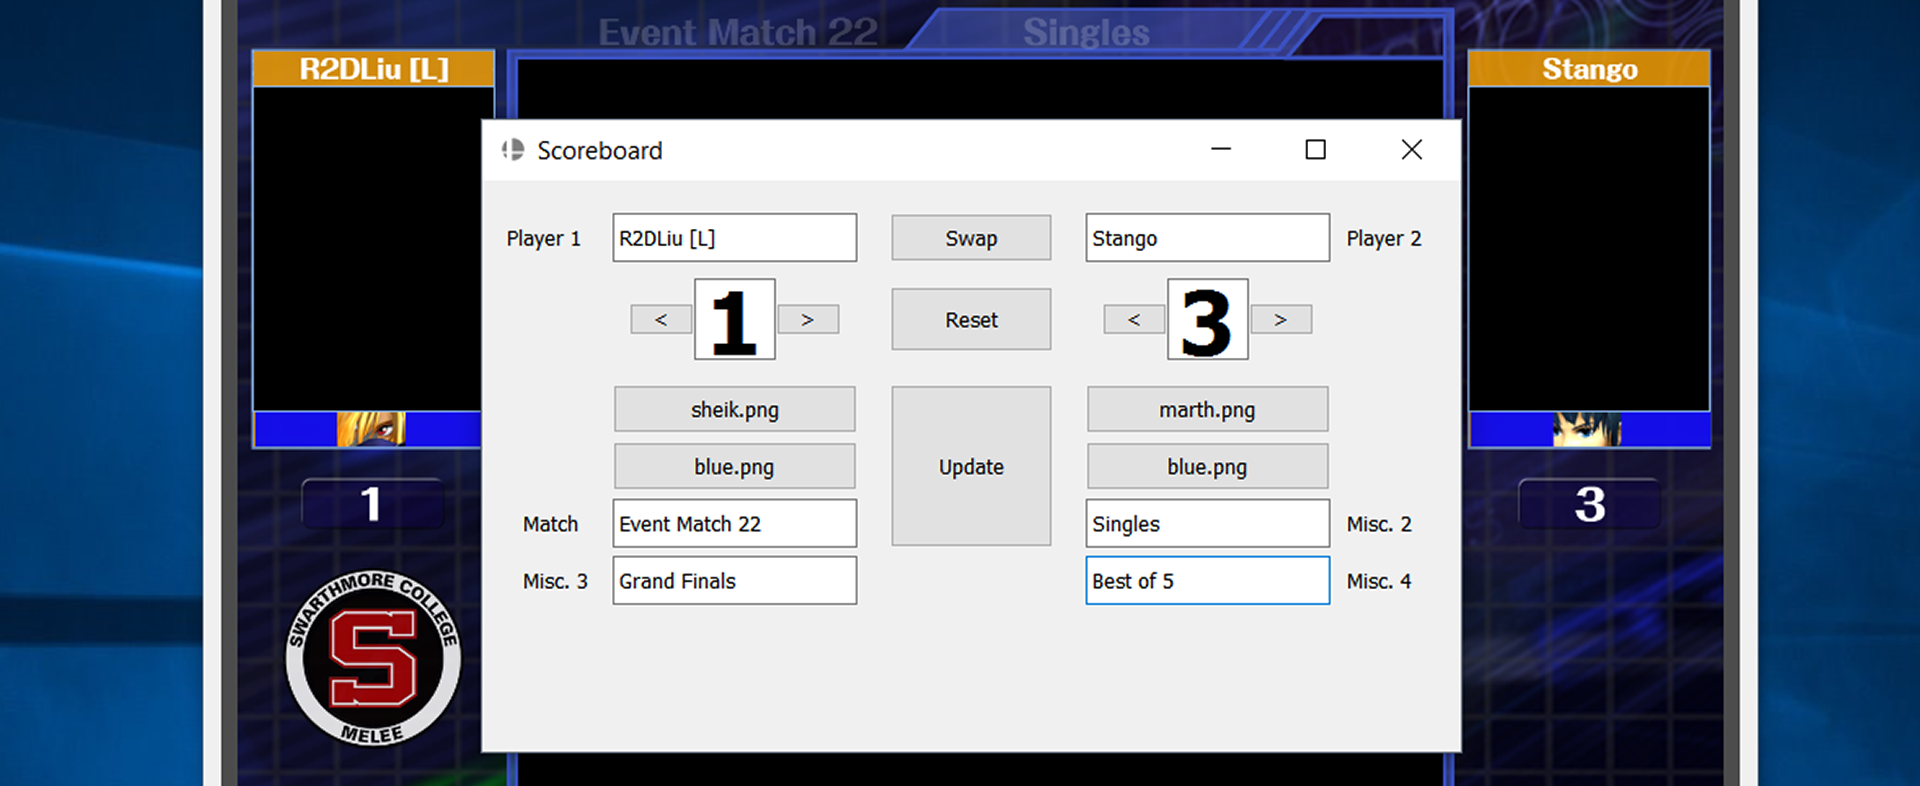 Event Match 22 Singles
R2DLiu [L] Stango
Scoreboard
Player 1 R2DLiu [L] Swap Stango Player 2
< 1 > Reset < 3 >
sheik.png marth.png
blue.png Update blue.png
1 3
Match Event Match 22 Singles Misc. 2
Misc. 3 Grand Finals Best of 5 Misc. 4
SWARTHMORE COLLEGE
S
MELEE